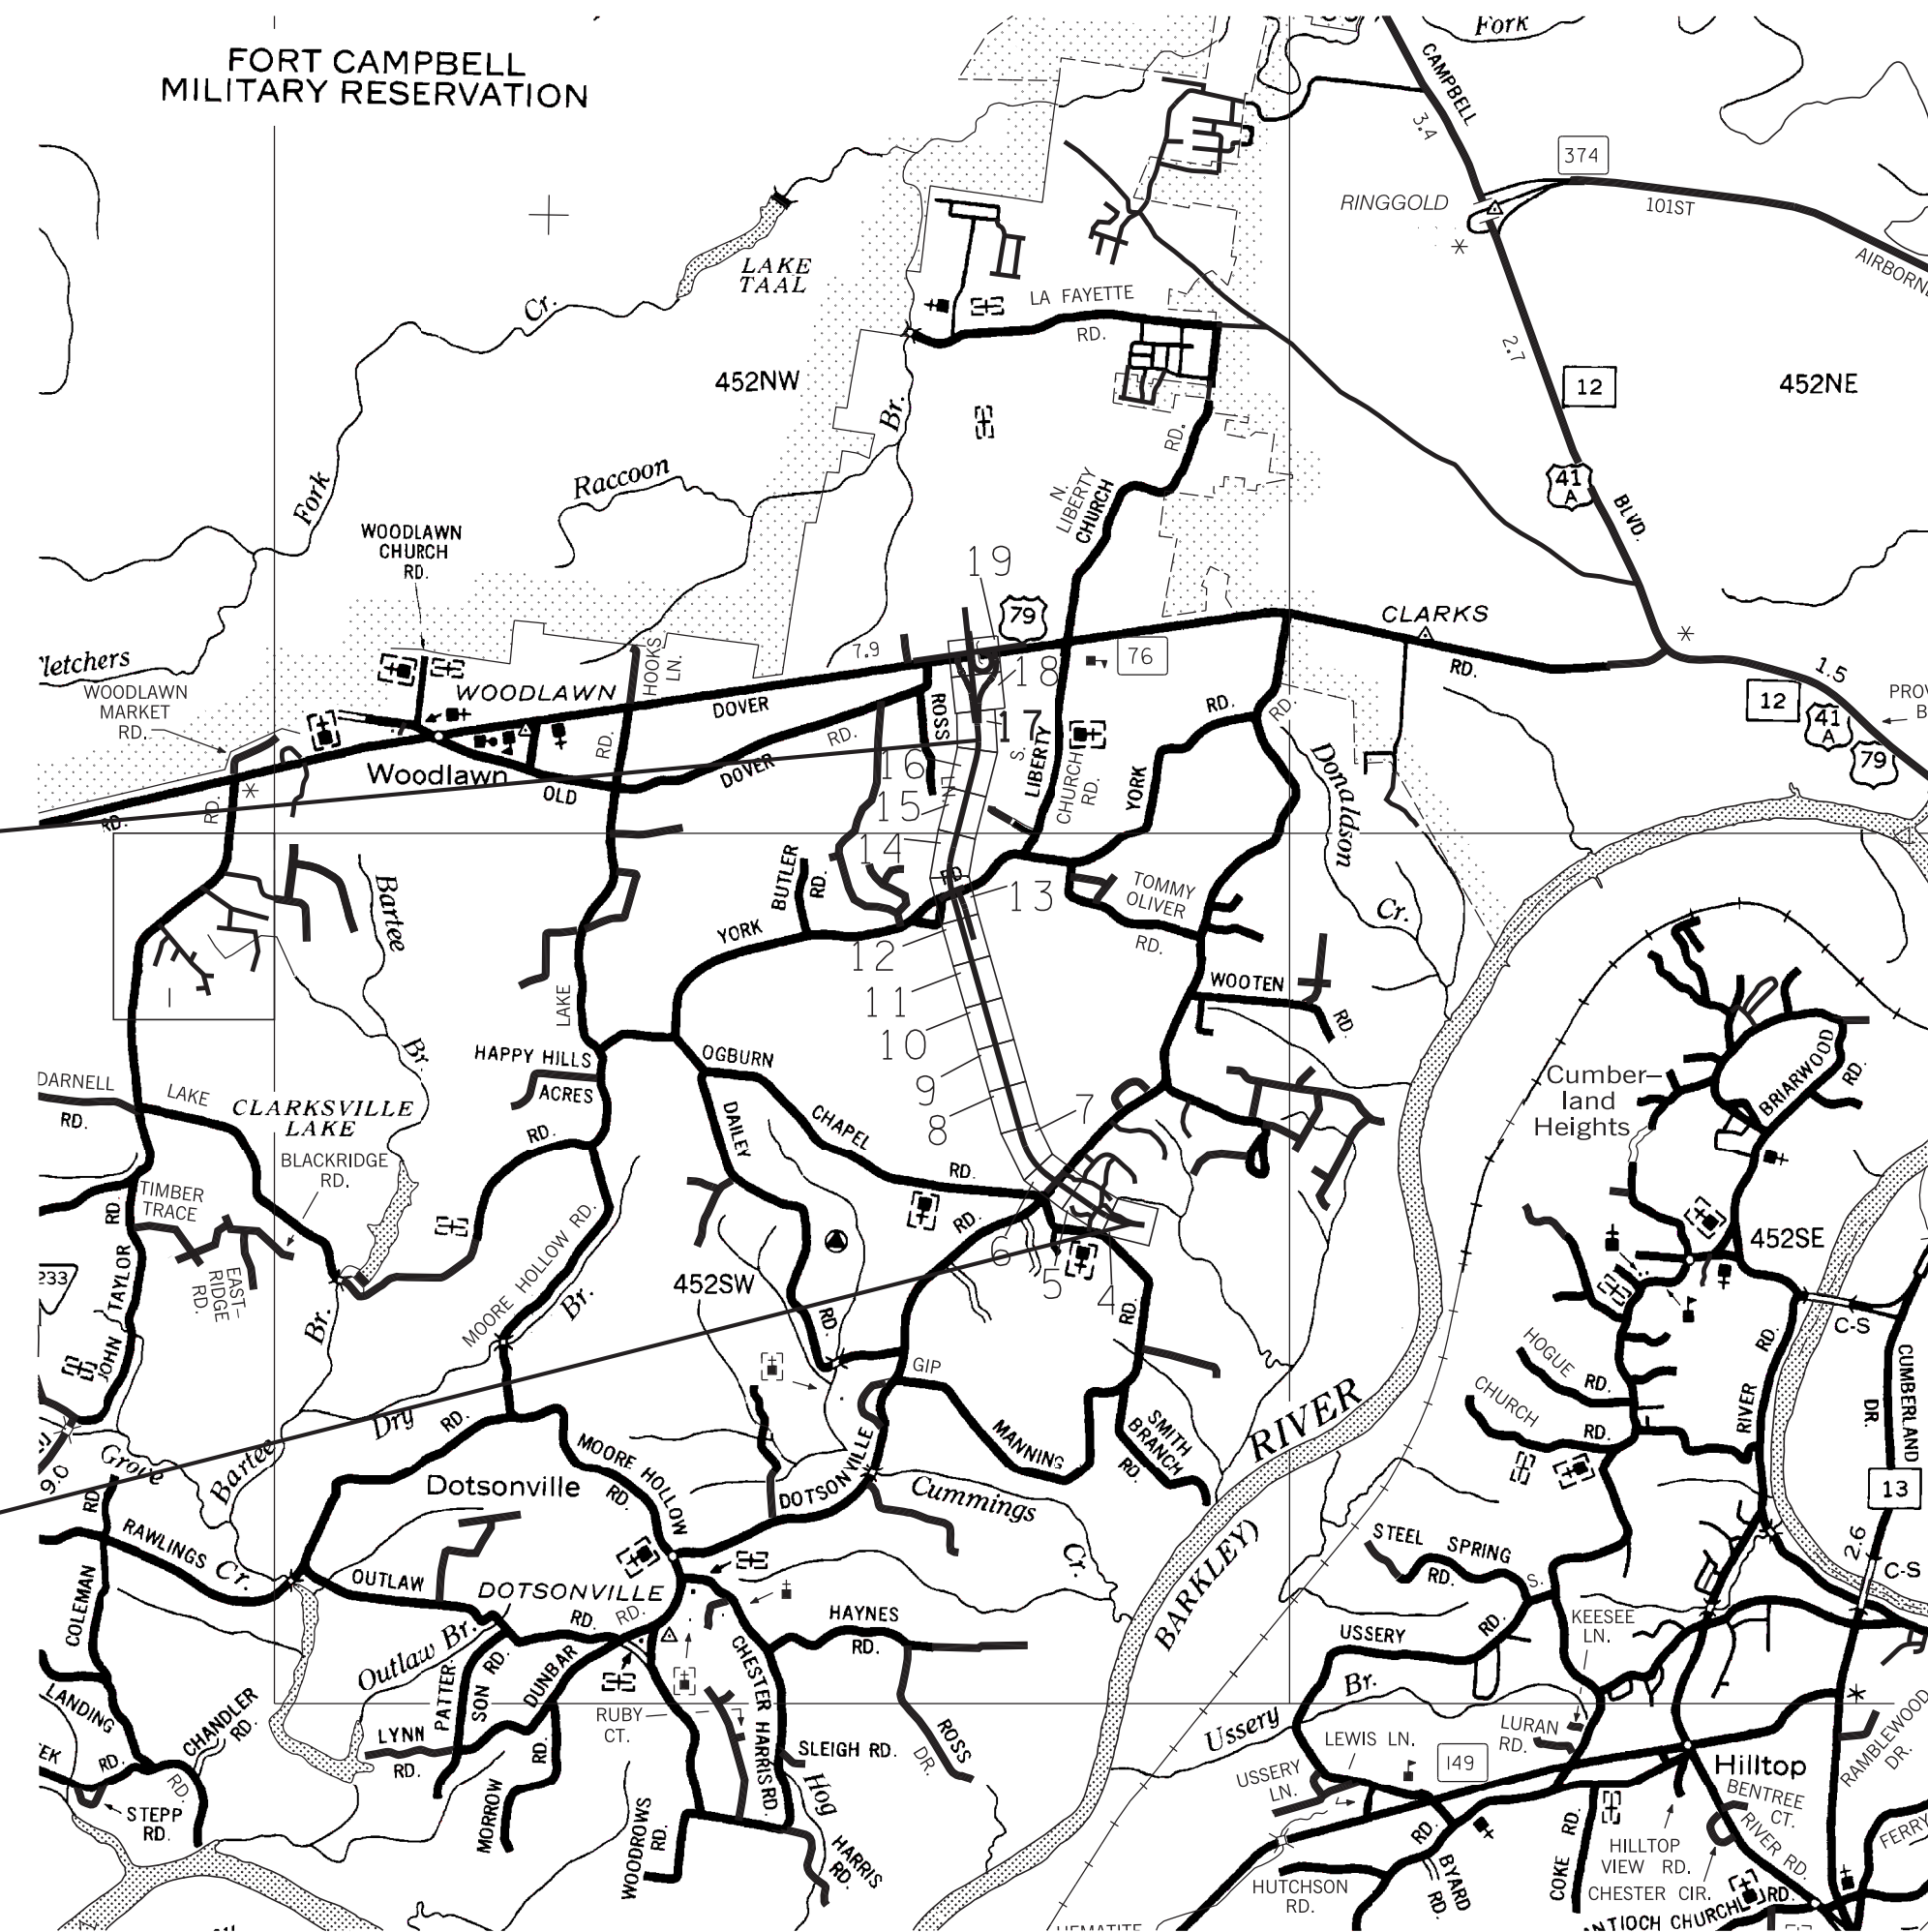 FORT CAMPBELL
MILITARY RESERVATION
Fork
CAMPBELL
3.4
374
RINGGOLD
101ST
AIRBORNE
LAKE
TAAL
Cr.
LA FAYETTE
RD.
2.7
12
452NW
452NE
Br.
RD.
Fork
Raccoon
N.
LIBERTY
CHURCH
41
A
BLVD.
WOODLAWN
CHURCH
RD.
19
79
CLARKS
RD.
76
7.9
18
letchers
WOODLAWN
MARKET
RD.
HOOKS
LN.
WOODLAWN
DOVER
1.5
12
41
A
79
PROV
B
Woodlawn
OLD
DOVER
RD.
RD.
ROSS
LN.
17
S.
LIBERTY
CHURCH
RD.
YORK
RD.
RD.
Donaldson
Cr.
RD.
RD.
16
15
14
13
12
11
10
9
8
7
6
5
4
Bartee
Br.
BUTLER
RD.
RD.
YORK
TOMMY
OLIVER
RD.
WOOTEN
RD.
LAKE
HAPPY HILLS
ACRES
RD.
OGBURN
CHAPEL
RD.
DAILEY
RD.
DARNELL
RD.
LAKE
CLARKSVILLE
LAKE
BLACKRIDGE
RD.
TIMBER
TRACE
EAST-
RIDGE
RD.
JOHN TAYLOR
RD.
233
9.0
MOORE HOLLOW RD.
Br.
452SW
RD.
RD.
GIP
MANNING
SMITH
BRANCH
RD.
Cumber-
land
Heights
BRIARWOOD
RD.
452SE
C-S
HOGUE
RD.
CHURCH
RD.
RIVER
RD.
CUMBERLAND
DR.
13
2.6
C-S
RIVER
BARKLEY)
Grove
Cr.
Bartee
Br.
Dry
RD.
Dotsonville
MOORE HOLLOW
RD.
DOTSONVILLE
Cummings
Cr.
STEEL SPRING
RD.
S.
RD.
RAWLINGS
COLEMAN
RD.
OUTLAW
RD.
DOTSONVILLE
RD.
Outlaw Br.
PATTER-
SON
RD.
DUNBAR
HAYNES
RD.
CHESTER HARRIS RD.
USSERY
Br.
Ussery
KEESEE
LN.
LANDING
RD.
EK
CHANDLER
RD.
RD.
STEPP
RD.
LYNN
RD.
RD.
MORROW
RUBY
CT.
SLEIGH RD.
ROSS
DR.
Hog
HARRIS
RD.
WOODROWS
RD.
LEWIS LN.
USSERY
LN.
149
LURAN
RD.
Hilltop
BENTREE
CT.
RAMBLEWOOD
DR.
FERRY
RIVER RD.
HILLTOP
VIEW RD.
CHESTER CIR.
HUTCHSON
RD.
BYARD
RD.
RD.
COKE
RD.
ANTIOCH CHURCH
RD.
HEMATITE